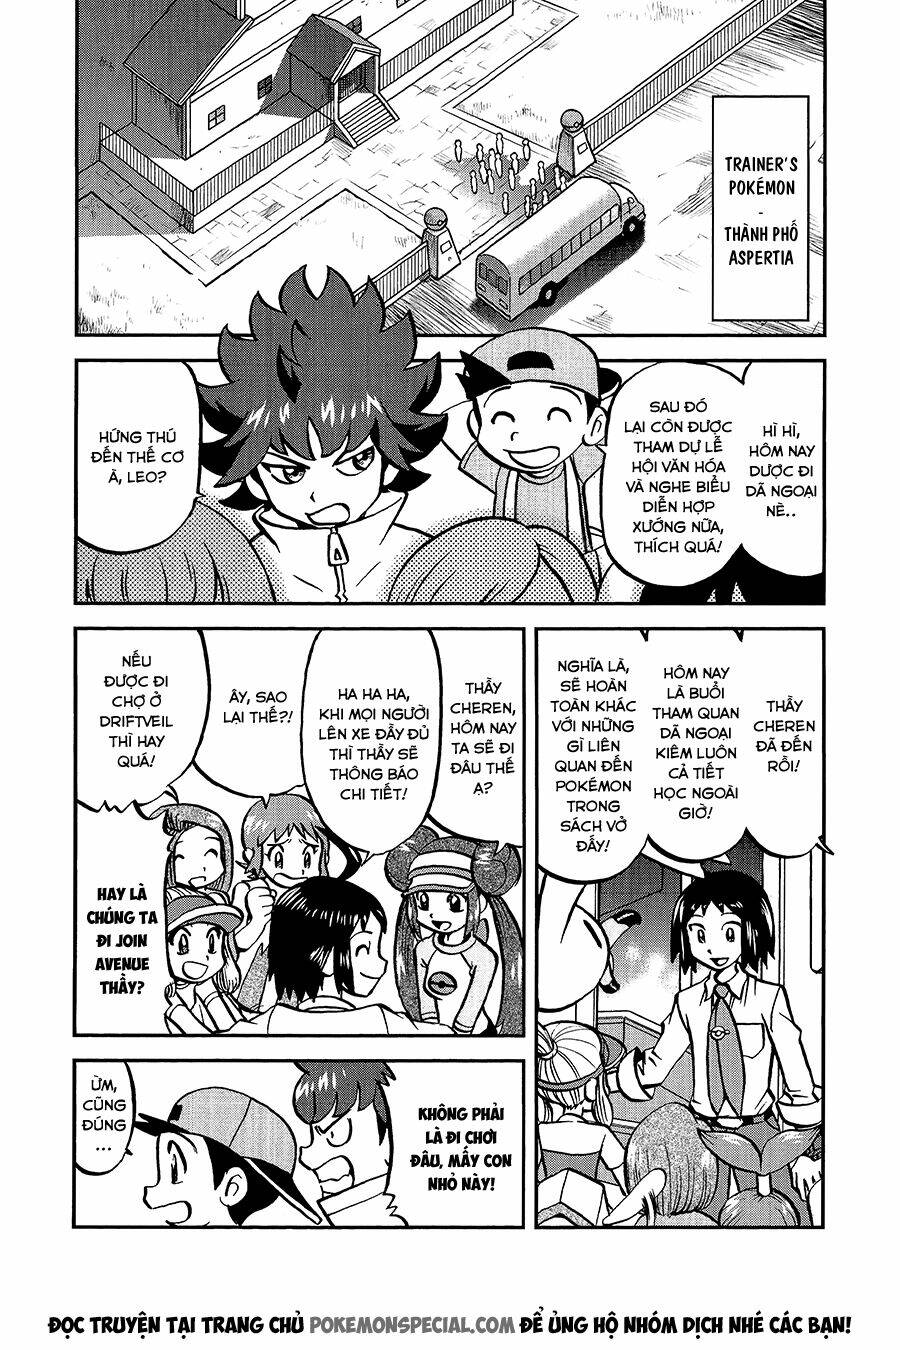 TRAINER'S
POKÉMON
-
THÀNH PHỐ
ASPERTIA
HÌ HÌ,
HÔM NAY
DƯỢC ĐI
DÃ NGOẠI
NÈ..
SAU ĐÓ
LẠI CÒN ĐƯỢC
THAM DỰ LỄ
HỘI VĂN HÓA
VÀ NGHE BIỂU
DIỄN HỢP
XƯỚNG NỮA,
THÍCH QUÁ!
HỨNG THÚ
ĐẾN THẾ CƠ
À, LEO?
THẦY
CHEREN
ĐÃ ĐẾN
RỒI!
HÔM NAY
LÀ BUỔI
THAM QUAN
DÃ NGOẠI
KIÊM LUÔN
CẢ TIẾT
HỌC NGOÀI
GIỜ!
NGHĨA LÀ,
SẼ HOÀN
TOÀN KHÁC
VỚI NHỮNG
GÌ LIÊN
QUAN ĐẾN
POKÉMON
TRONG
SÁCH VỞ
ĐẤY!
THẦY
CHEREN,
HÔM NAY
TA SẼ ĐI
ĐÂU THẾ
Ạ?
HA HA HA,
KHI MỌI NGƯỜI
LÊN XE ĐẦY ĐỦ
THÌ THẦY SẼ
THÔNG BÁO
CHI TIẾT!
ÂY, SAO
LẠI THẾ?!
NẾU
ĐƯỢC ĐI
CHỢ Ở
DRIFTVEIL
THÌ HAY
QUÁ!
HAY LÀ
CHÚNG TA
ĐI JOIN
AVENUE
THẦY?
KHÔNG PHẢI
LÀ ĐI CHƠI
ĐÂU, MẤY CON
NHỎ NÀY!
ỪM,
CŨNG
ĐÚNG
...
ĐỌC TRUYỆN TẠI TRANG CHỦ POKEMONSPECIAL.COM ĐỂ ỦNG HỘ NHÓM DỊCH NHÉ CÁC BẠN!